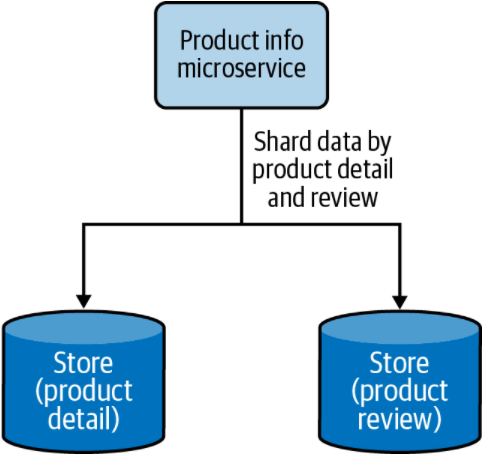 Product info
microservice
Shard data by
product detail
and review
Store
(product
detail)
Store
(product
review)